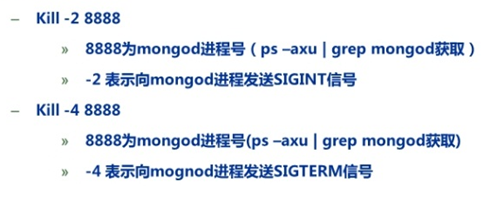 – Kill -2 8888
» 8888为mongod进程号（ps –axu | grep mongod获取）
» -2 表示向mongod进程发送SIGINT信号
– Kill -4 8888
» 8888为mongod进程号(ps –axu | grep mongod获取)
» -4 表示向mognod进程发送SIGTERM信号